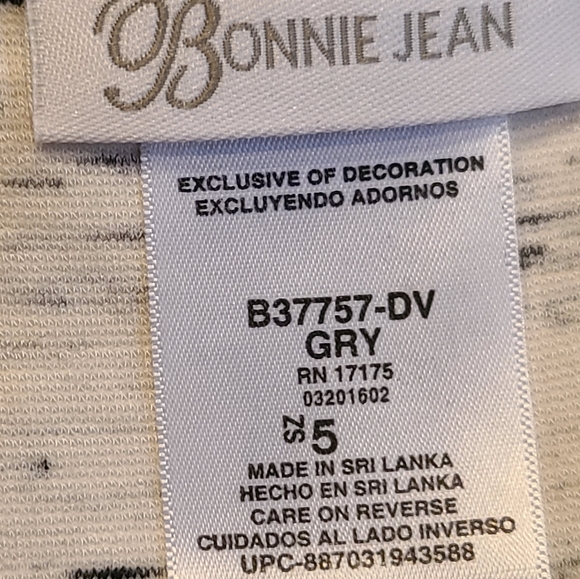 BONNIE JEAN
EXCLUSIVE OF DECORATION
EXCLUYENDO ADORNOS
B37757-DV
GRY
RN 17175
03201602
ZS 5
MADE IN SRI LANKA
HECHO EN SRI LANKA
CARE ON REVERSE
CUIDADOS AL LADO INVERSO
UPC-887031943588